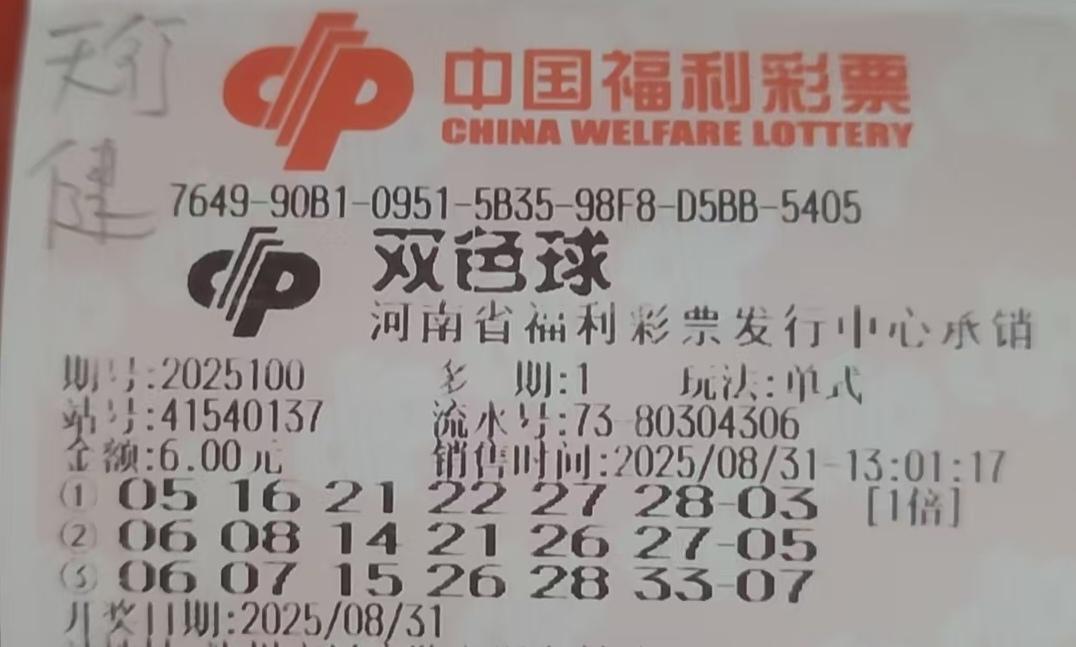 天行
健
中国福利彩票
CHINA WELFARE LOTTERY
7649-90B1-0951-5B35-98F8-D5BB-5405
双色球
河南省福利彩票发行中心承销
期号:2025100 多 期:1 玩法:单式
站号:41540137 流水号:73-80304306
金额:6.00元 销售时间:2025/08/31-13:01:17
① 05 16 21 22 27 28-03 [1倍]
② 06 08 14 21 26 27-05
③ 06 07 15 26 28 33-07
开奖日期:2025/08/31